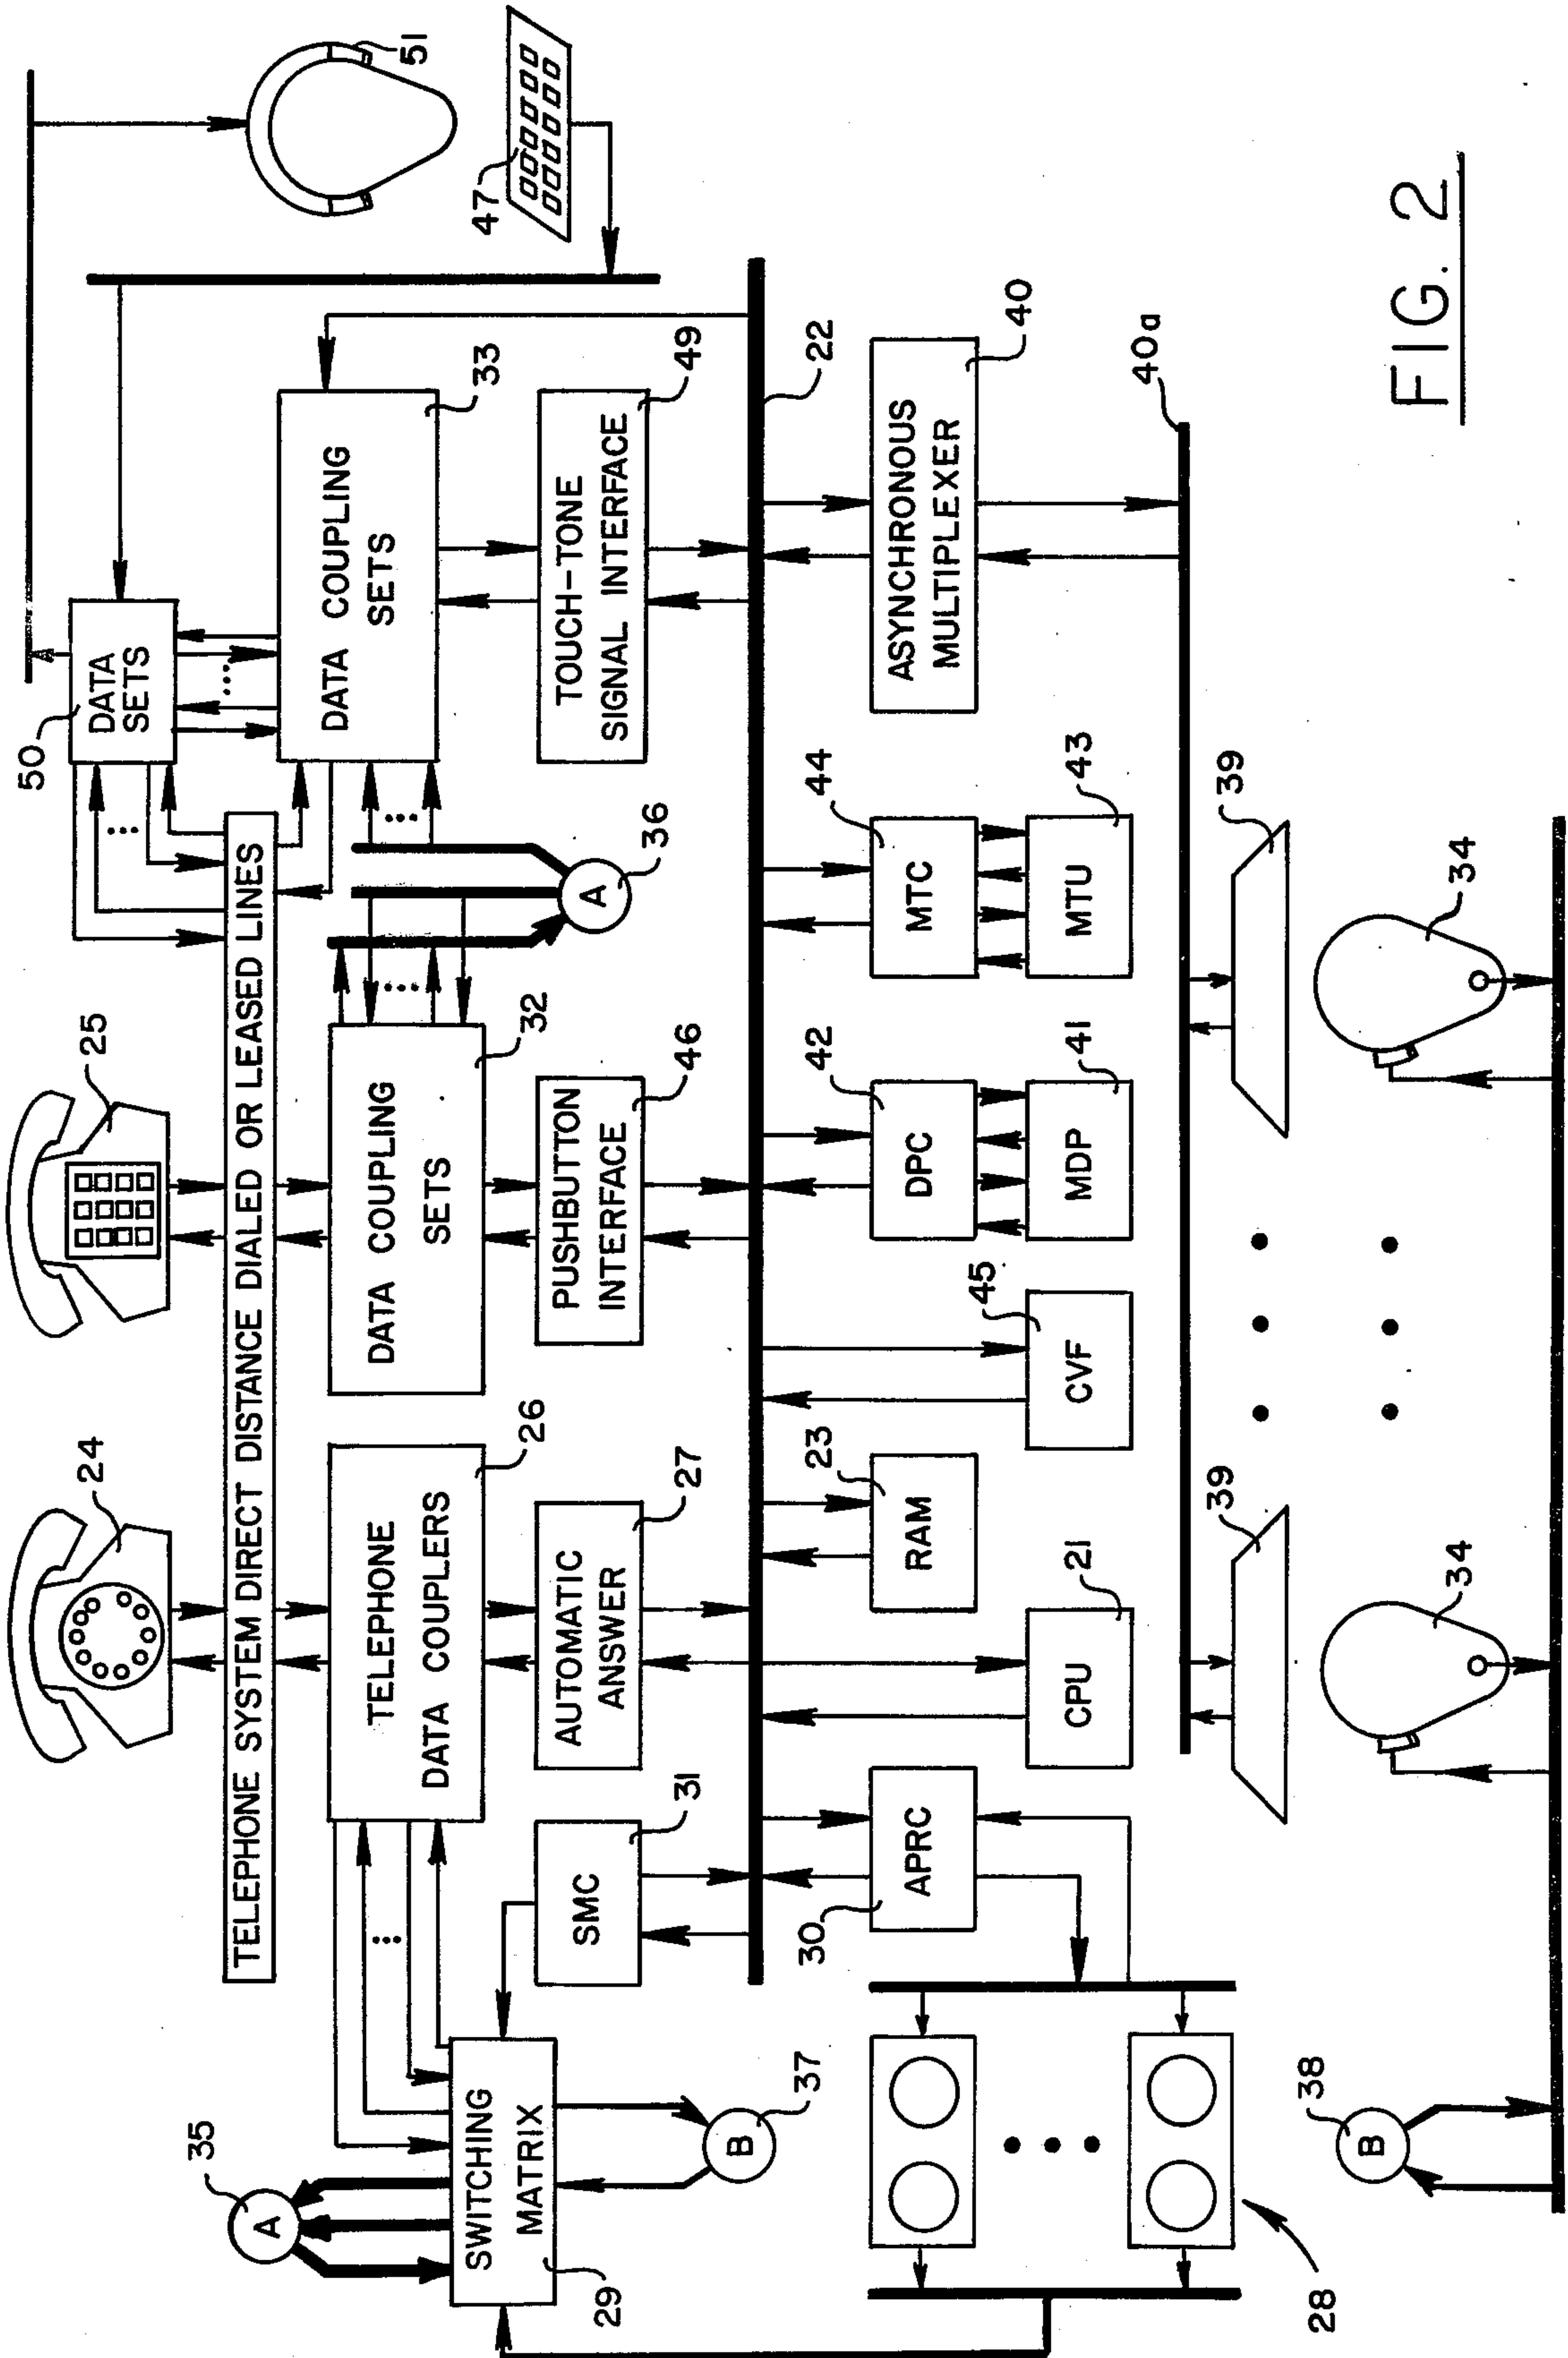 24
25
50
DATA
SETS
51
47
TELEPHONE SYSTEM DIRECT DISTANCE DIALED OR LEASED LINES
35
A
TELEPHONE
DATA COUPLERS
26
DATA COUPLING
SETS
32
A
36
DATA COUPLING
SETS
33
SWITCHING
MATRIX
29
SMC
31
AUTOMATIC
ANSWER
27
PUSHBUTTON
INTERFACE
46
TOUCH-TONE
SIGNAL INTERFACE
49
B
37
22
30
APRC
CPU
21
RAM
23
CVF
45
DPC
42
MDP
41
MTC
44
MTU
43
ASYNCHRONOUS
MULTIPLEXER
40
40a
28
39
39
34
34
B
38
FIG. 2